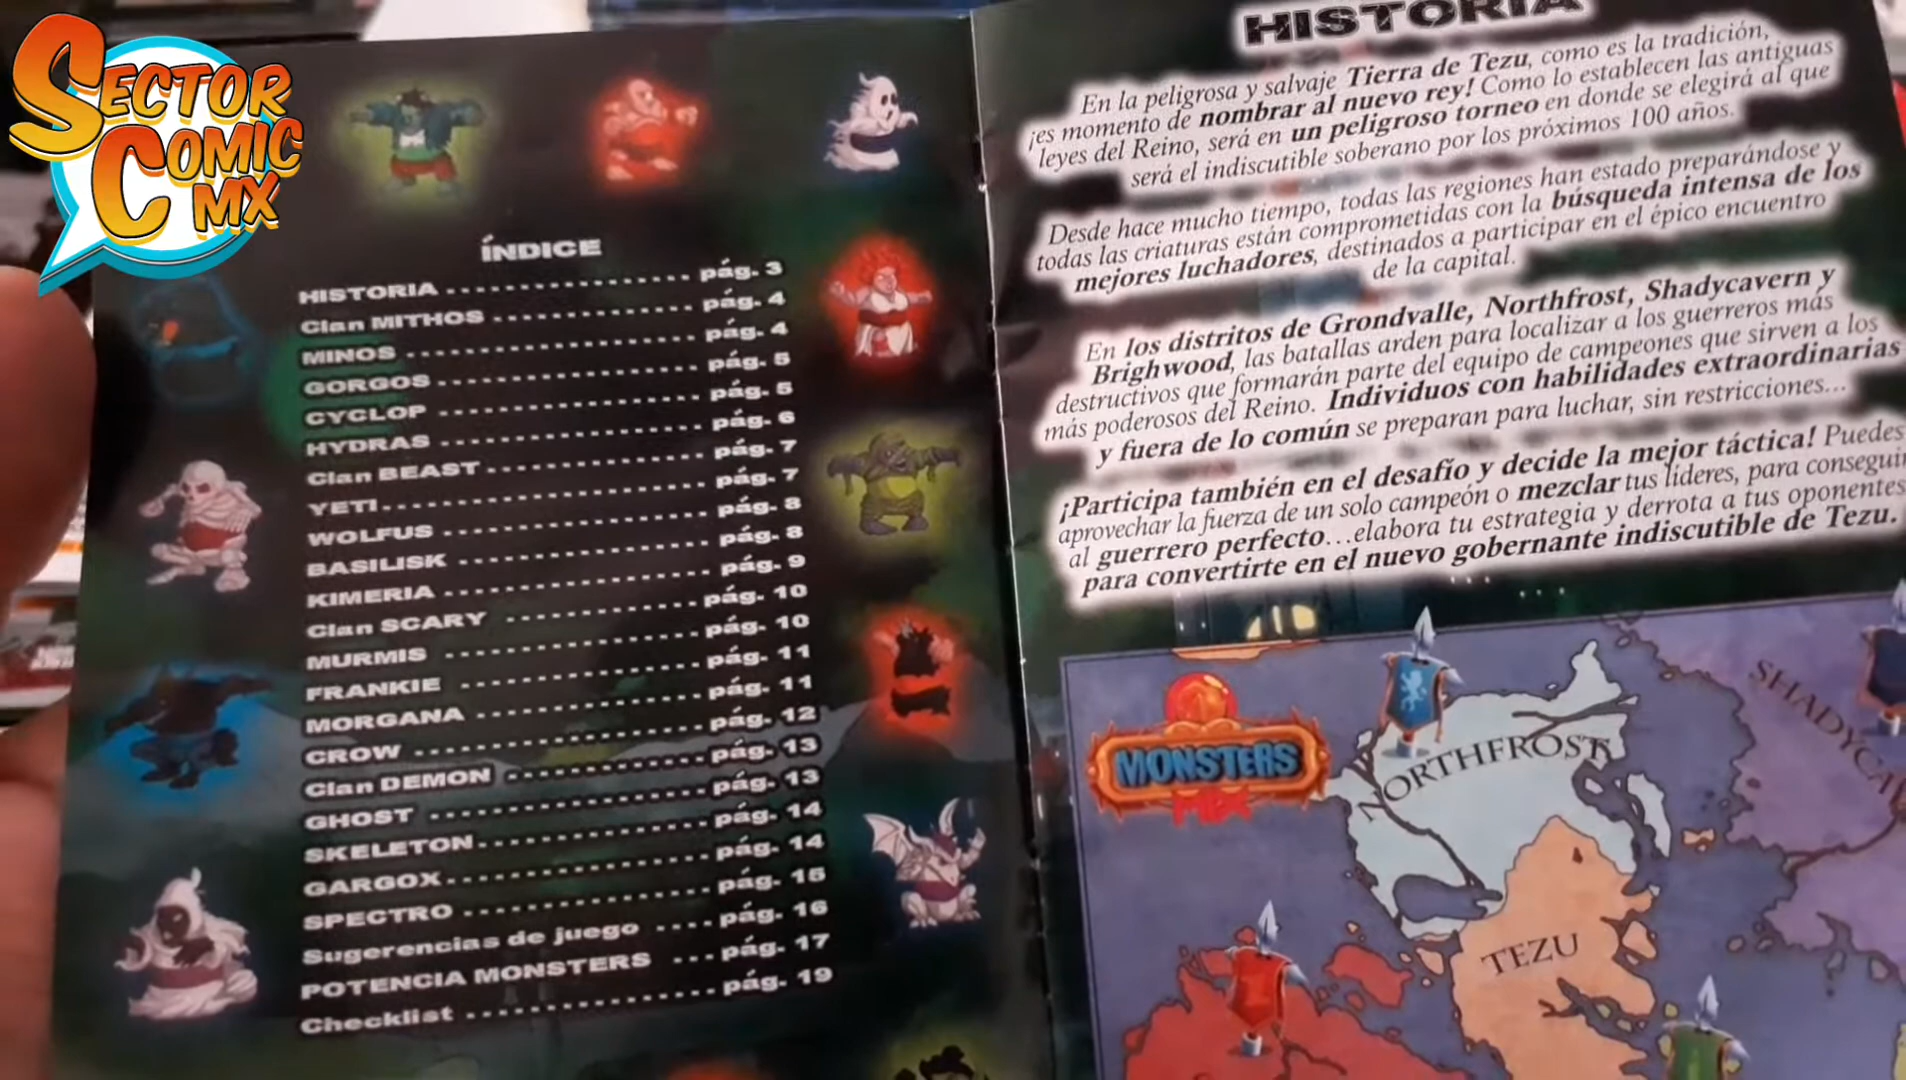 SECTOR
COMIC
MX
ÍNDICE
HISTORIA ................ pág. 3
Clan MITHOS ............. pág. 4
MINOS ................... pág. 4
GORGOS .................. pág. 5
CYCLOP .................. pág. 5
HYDRAS .................. pág. 6
Clan BEAST .............. pág. 7
YETI .................... pág. 7
WOLFUS .................. pág. 8
BASILISK ................ pág. 8
KIMERIA ................. pág. 9
Clan SCARY .............. pág. 10
MURMIS .................. pág. 10
FRANKIE ................. pág. 11
MORGANA ................. pág. 11
CROW .................... pág. 12
Clan DEMON .............. pág. 13
GHOST ................... pág. 13
SKELETON ................ pág. 14
GARGOX .................. pág. 14
SPECTRO ................. pág. 15
Sugerencias de juego .... pág. 16
POTENCIA MONSTERS ... pág. 17
Checklist ............... pág. 19
HISTORIA
En la peligrosa y salvaje Tierra de Tezu, como es la tradición,
¡es momento de nombrar al nuevo rey! Como lo establecen las antiguas
leyes del Reino, será en un peligroso torneo en donde se elegirá al que
será el indiscutible soberano por los próximos 100 años.
Desde hace mucho tiempo, todas las regiones han estado preparándose y
todas las criaturas están comprometidas con la búsqueda intensa de los
mejores luchadores, destinados a participar en el épico encuentro
de la capital.
En los distritos de Grondvalle, Northfrost, Shadycavern y
Brighwood, las batallas arden para localizar a los guerreros más
destructivos que formarán parte del equipo de campeones que sirven a los
más poderosos del Reino. Individuos con habilidades extraordinarias
y fuera de lo común se preparan para luchar, sin restricciones...
¡Participa también en el desafío y decide la mejor táctica! Puedes
aprovechar la fuerza de un solo campeón o mezclar tus líderes, para conseguir
al guerrero perfecto...elabora tu estrategia y derrota a tus oponentes
para convertirte en el nuevo gobernante indiscutible de Tezu.
MONSTERS
MIX
NORTHFROST
SHADYCA
TEZU